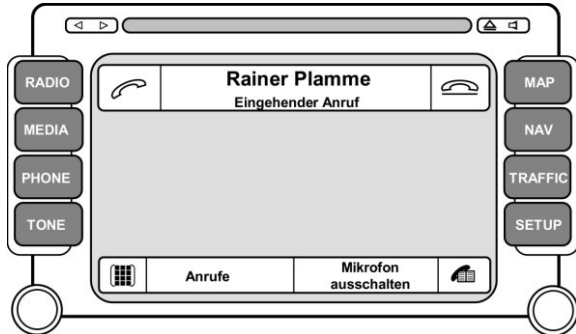 RADIO
MEDIA
PHONE
TONE
Rainer Plamme
Eingehender Anruf
Anrufe
Mikrofon
ausschalten
MAP
NAV
TRAFFIC
SETUP